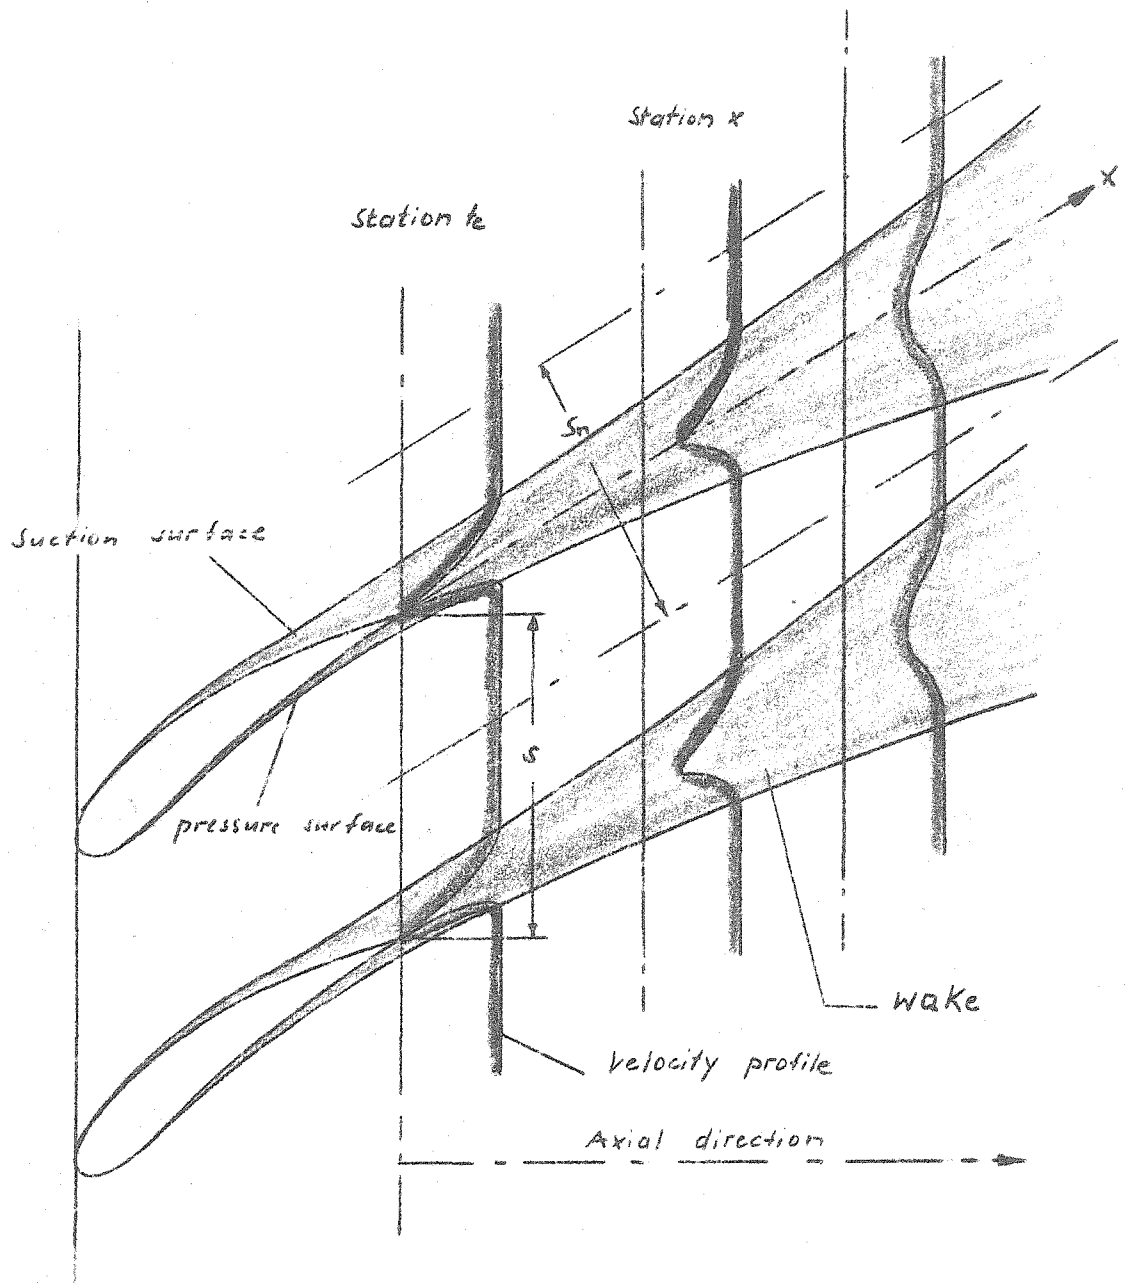 Station x
x
Station te
Sn
Suction surface
S
pressure surface
wake
Velocity profile
Axial direction